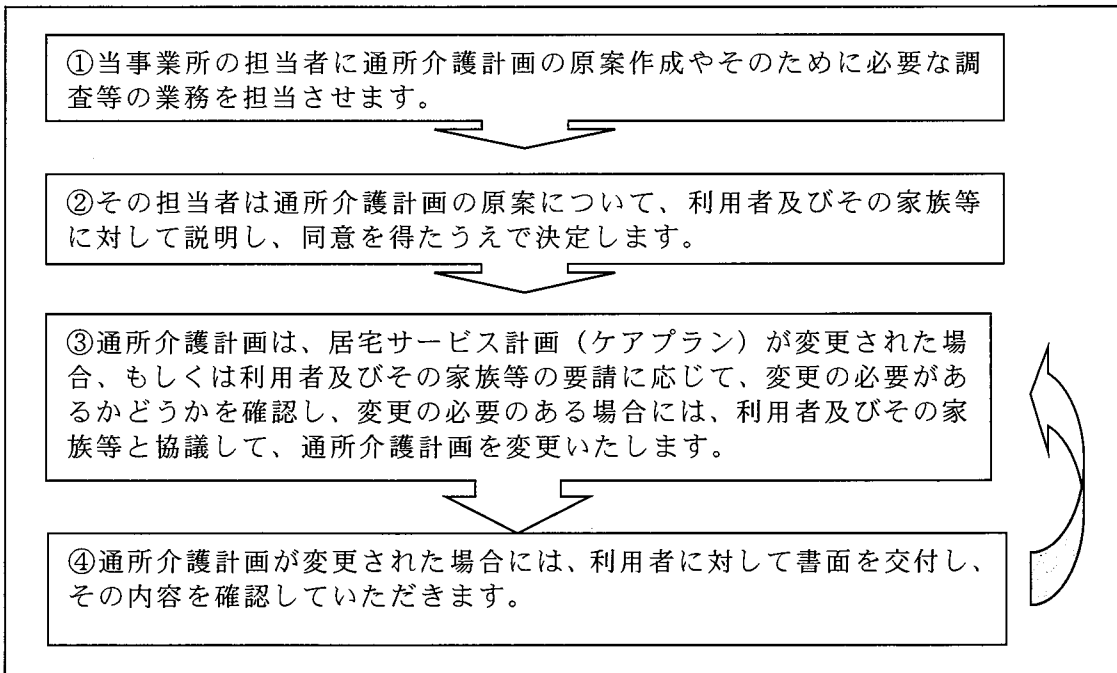 ①当事業所の担当者に通所介護計画の原案作成やそのために必要な調
査等の業務を担当させます。
②その担当者は通所介護計画の原案について、利用者及びその家族等
に対して説明し、同意を得たうえで決定します。
③通所介護計画は、居宅サービス計画（ケアプラン）が変更された場
合、もしくは利用者及びその家族等の要請に応じて、変更の必要があ
るかどうかを確認し、変更の必要のある場合には、利用者及びその家
族等と協議して、通所介護計画を変更いたします。
④通所介護計画が変更された場合には、利用者に対して書面を交付し、
その内容を確認していただきます。